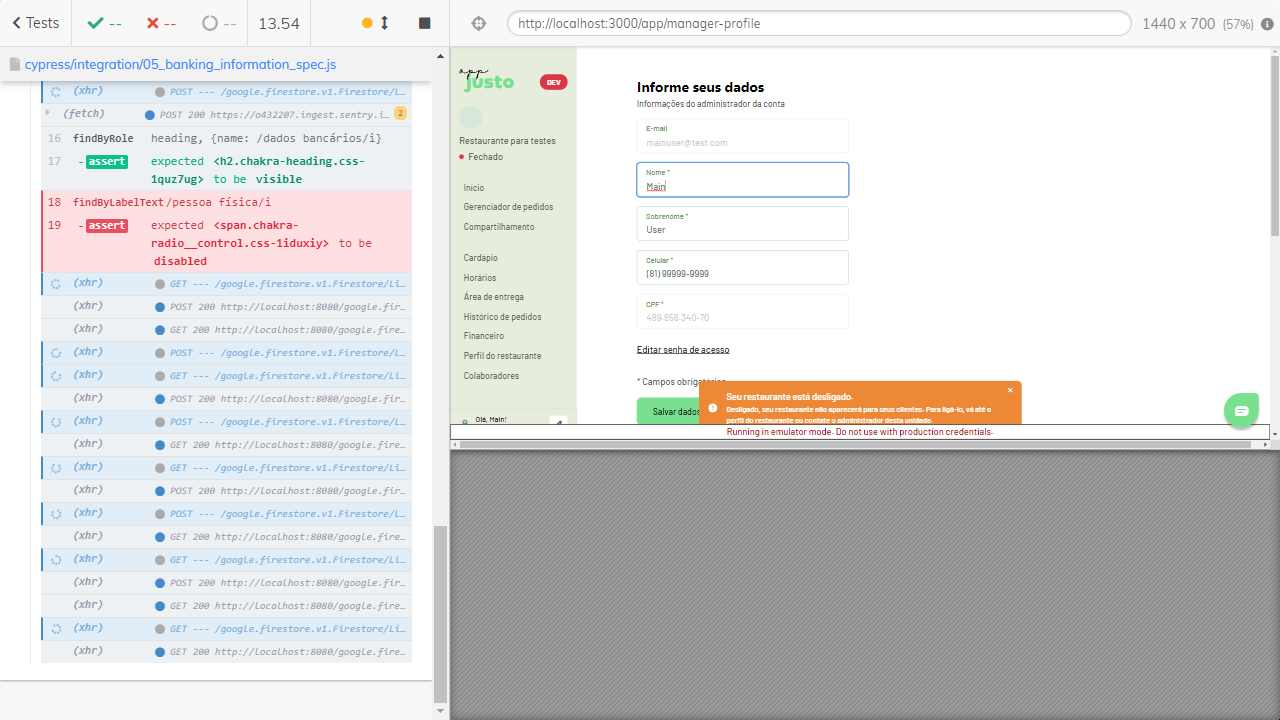 Tests
--
--
--
13.54
http://localhost:3000/app/manager-profile
1440 x 700 (57%)
cypress/integration/05_banking_information_spec.js
(xhr) POST --- /google.firestore.v1.Firestore/L…
(fetch) POST 200 https://o432207.ingest.sentry.i… 2
16 findByRole heading, {name: /dados bancários/i}
17 -assert expected <h2.chakra-heading.css-
1quz7ug> to be visible
18 findByLabelText /pessoa física/i
19 -assert expected <span.chakra-
radio__control.css-1iduxiy> to be
disabled
(xhr) GET --- /google.firestore.v1.Firestore/Li…
(xhr) POST 200 http://localhost:8080/google.fir…
(xhr) GET 200 http://localhost:8080/google.fire…
(xhr) POST --- /google.firestore.v1.Firestore/L…
(xhr) GET --- /google.firestore.v1.Firestore/Li…
(xhr) POST 200 http://localhost:8080/google.fir…
(xhr) POST --- /google.firestore.v1.Firestore/L…
(xhr) GET 200 http://localhost:8080/google.fire…
(xhr) GET --- /google.firestore.v1.Firestore/Li…
(xhr) POST 200 http://localhost:8080/google.fir…
(xhr) POST --- /google.firestore.v1.Firestore/L…
(xhr) GET 200 http://localhost:8080/google.fire…
(xhr) GET --- /google.firestore.v1.Firestore/Li…
(xhr) POST 200 http://localhost:8080/google.fir…
(xhr) GET 200 http://localhost:8080/google.fire…
(xhr) GET --- /google.firestore.v1.Firestore/Li…
(xhr) GET 200 http://localhost:8080/google.fire…
app
justo
DEV
Restaurante para testes
Fechado
Início
Gerenciador de pedidos
Compartilhamento
Cardápio
Horários
Área de entrega
Histórico de pedidos
Financeiro
Perfil do restaurante
Colaboradores
Olá, Main!
Informe seus dados
Informações do administrador da conta
E-mail
mainuser@test.com
Nome *
Main
Sobrenome *
User
Celular *
(81) 99999-9999
CPF *
489.858.340-70
Editar senha de acesso
* Campos obrigatórios
Salvar dados
Seu restaurante está desligado.
Desligado, seu restaurante não aparecerá para seus clientes. Para ligá-lo, vá até o
perfil do restaurante ou contate o administrador desta unidade.
Running in emulator mode. Do not use with production credentials.